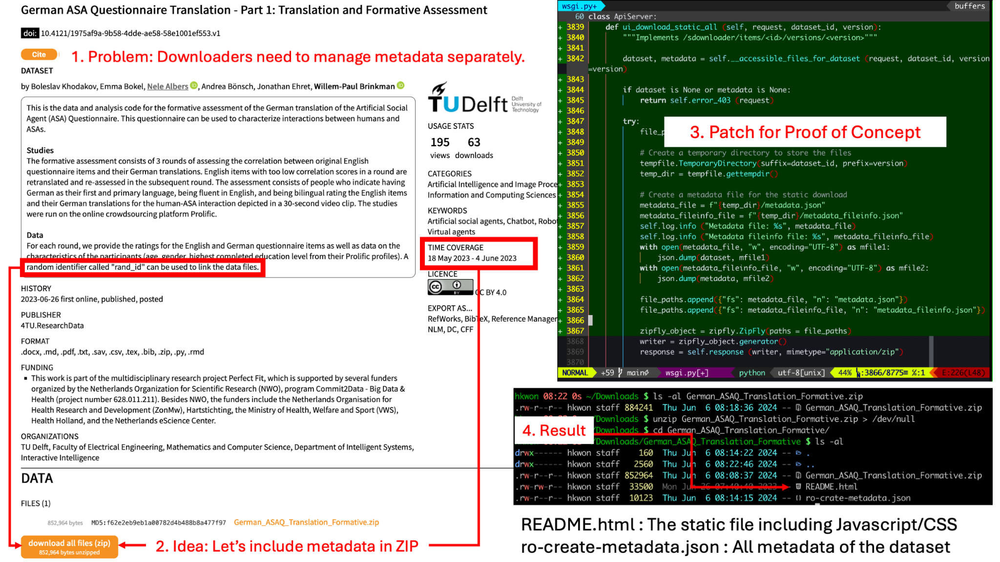 German ASA Questionnaire Translation - Part 1: Translation and Formative Assessment
doi: 10.4121/1975af9a-9b58-4dde-ae58-58e1001ef553.v1
Cite
1. Problem: Downloaders need to manage metadata separately.
DATASET
by Boleslav Khodakov, Emma Bokel, Nele Albers iD, Andrea Bönsch, Jonathan Ehret, Willem-Paul Brinkman iD
This is the data and analysis code for the formative assessment of the German translation of the Artificial Social
Agent (ASA) Questionnaire. This questionnaire can be used to characterize interactions between humans and
ASAs.
Studies
The formative assessment consists of 3 rounds of assessing the correlation between original English
questionnaire items and their German translations. English items with too low correlation scores in a round are
retranslated and re-assessed in the subsequent round. The assessment consists of people who indicate having
German as their first and primary language, being fluent in English, and being bilingual rating the English items
and their German translations for the human-ASA interaction depicted in a 30-second video clip. The studies
were run on the online crowdsourcing platform Prolific.
Data
For each round, we provide the ratings for the English and German questionnaire items as well as data on the
characteristics of the participants (age, gender, highest completed education level from their Prolific profiles). A
random identifier called "rand_id" can be used to link the data files.
HISTORY
2023-06-26 first online, published, posted
PUBLISHER
4TU.ResearchData
FORMAT
.docx, .md, .pdf, .txt, .sav, .csv, .tex, .bib, .zip, .py, .rmd
FUNDING
▪ This work is part of the multidisciplinary research project Perfect Fit, which is supported by several funders
organized by the Netherlands Organization for Scientific Research (NWO), program Commit2Data - Big Data &
Health (project number 628.011.211). Besides NWO, the funders include the Netherlands Organisation for
Health Research and Development (ZonMw), Hartstichting, the Ministry of Health, Welfare and Sport (VWS),
Health Holland, and the Netherlands eScience Center.
ORGANIZATIONS
TU Delft, Faculty of Electrical Engineering, Mathematics and Computer Science, Department of Intelligent Systems,
Interactive Intelligence
TU Delft
Delft
University of
Technology
USAGE STATS
195 63
views downloads
CATEGORIES
Artificial Intelligence and Image Proce
Information and Computing Sciences
KEYWORDS
Artificial social agents, Chatbot, Robo
Virtual agents
TIME COVERAGE
18 May 2023 - 4 June 2023
LICENCE
cc BY CC BY 4.0
EXPORT AS...
RefWorks, BibTeX, Reference Manager
NLM, DC, CFF
DATA
FILES (1)
852,964 bytes MD5:f62e2eb9eb1a00782d4b488b8a477f97 German_ASAQ_Translation_Formative.zip
download all files (zip)
852,964 bytes unzipped
2. Idea: Let's include metadata in ZIP
wsgi.py+ buffers
60 class ApiServer:
+ 3839 def ui_download_static_all (self, request, dataset_id, version):
+ 3840 """Implements /sdownloader/items/<id>/versions/<version>"""
+ 3841
+ 3842 dataset, metadata = self.__accessible_files_for_dataset (request, dataset_id, version
=version)
+ 3843
+ 3844 if dataset is None or metadata is None:
+ 3845 return self.error_403 (request)
+ 3846
+ 3847 try:
+ 3848 file_p
3. Patch for Proof of Concept
+ 3849
+ 3850 # Create a temporary directory to store the files
+ 3851 tempfile.TemporaryDirectory(suffix=dataset_id, prefix=version)
+ 3852 temp_dir = tempfile.gettempdir()
+ 3853
+ 3854 # Create a metadata file for the static download
+ 3855 metadata_file = f"{temp_dir}/metadata.json"
+ 3856 metadata_fileinfo_file = f"{temp_dir}/metadata_fileinfo.json"
+ 3857 self.log.info ("Metadata file: %s", metadata_file)
+ 3858 self.log.info ("Metadata fileinfo file: %s", metadata_fileinfo_file)
+ 3859 with open(metadata_file, "w", encoding="UTF-8") as mfile1:
+ 3860 json.dump(dataset, mfile1)
+ 3861 with open(metadata_fileinfo_file, "w", encoding="UTF-8") as mfile2:
+ 3862 json.dump(metadata, mfile2)
+ 3863
+ 3864 file_paths.append({"fs": metadata_file, "n": "metadata.json"})
+ 3865 file_paths.append({"fs": metadata_fileinfo_file, "n": "metadata_fileinfo.json"})
+ 3866
+ 3867 zipfly_object = zipfly.ZipFly(paths = file_paths)
3868 writer = zipfly_object.generator()
3869 response = self.response (writer, mimetype="application/zip")
3870
NORMAL +59 main wsgi.py[+] python utf-8[unix] 44% :3866/8775 :1 E:226(L48)
hkwon 08:22 0s ~/Downloads $ ls -al German_ASAQ_Translation_Formative.zip
.rw-r--r-- hkwon staff 884241 Thu Jun 6 08:18:36 2024 -- German_ASAQ_Translation_Formative.zip
/Downloads $ unzip German_ASAQ_Translation_Formative.zip > /dev/null
4. Result
/Downloads $ cd German_ASAQ_Translation_Formative/
/Downloads/German_ASAQ_Translation_Formative $ ls -al
drwx------ hkwon staff 160 Thu Jun 6 08:14:22 2024 -- .
drwx------ hkwon staff 2560 Thu Jun 6 08:22:46 2024 -- ..
.rw-r--r-- hkwon staff 852964 Thu Jun 6 08:08:37 2024 -- German_ASAQ_Translation_Formative.zip
.rw-rw-r-- hkwon staff 33500 Mon Jun 26 07:40:40 2023 -- README.html
.rw-r--r-- hkwon staff 10123 Thu Jun 6 08:14:15 2024 -- {} ro-crate-metadata.json
README.html : The static file including Javascript/CSS
ro-create-metadata.json : All metadata of the dataset